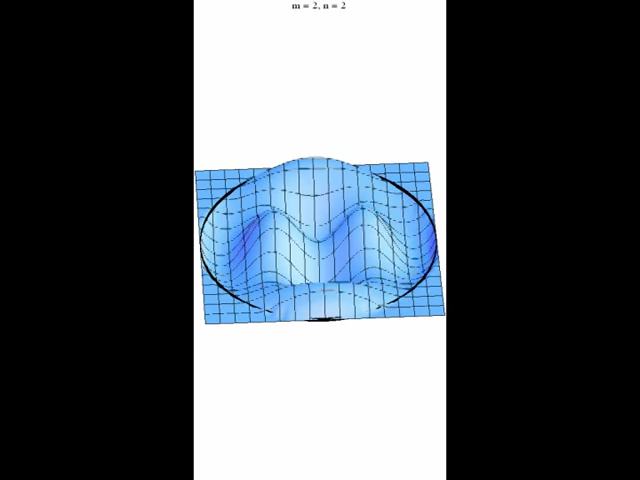 m = 2, n = 2